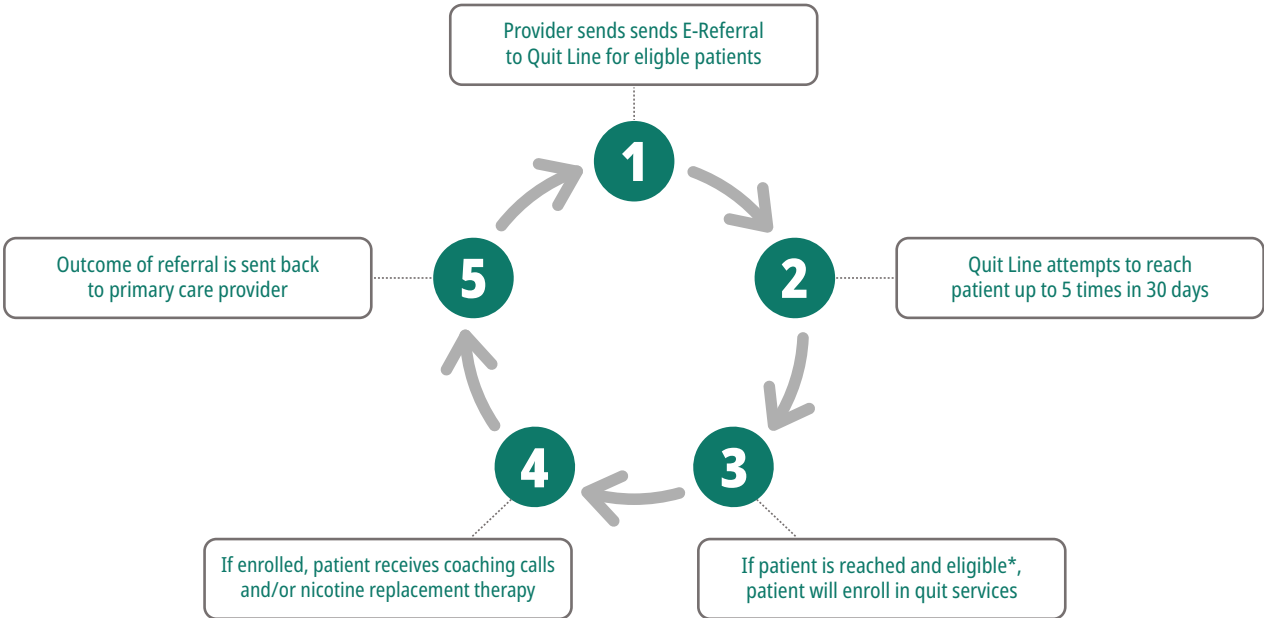 1
Provider sends sends E-Referral
to Quit Line for eligble patients
2
Quit Line attempts to reach
patient up to 5 times in 30 days
3
If patient is reached and eligible*,
patient will enroll in quit services
4
If enrolled, patient receives coaching calls
and/or nicotine replacement therapy
5
Outcome of referral is sent back
to primary care provider